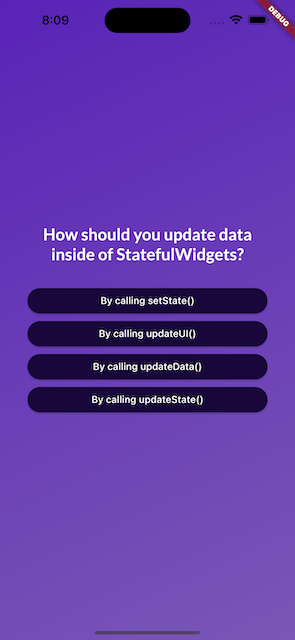 8:09
DEBUG
How should you update data
inside of StatefulWidgets?
By calling setState()
By calling updateUI()
By calling updateData()
By calling updateState()